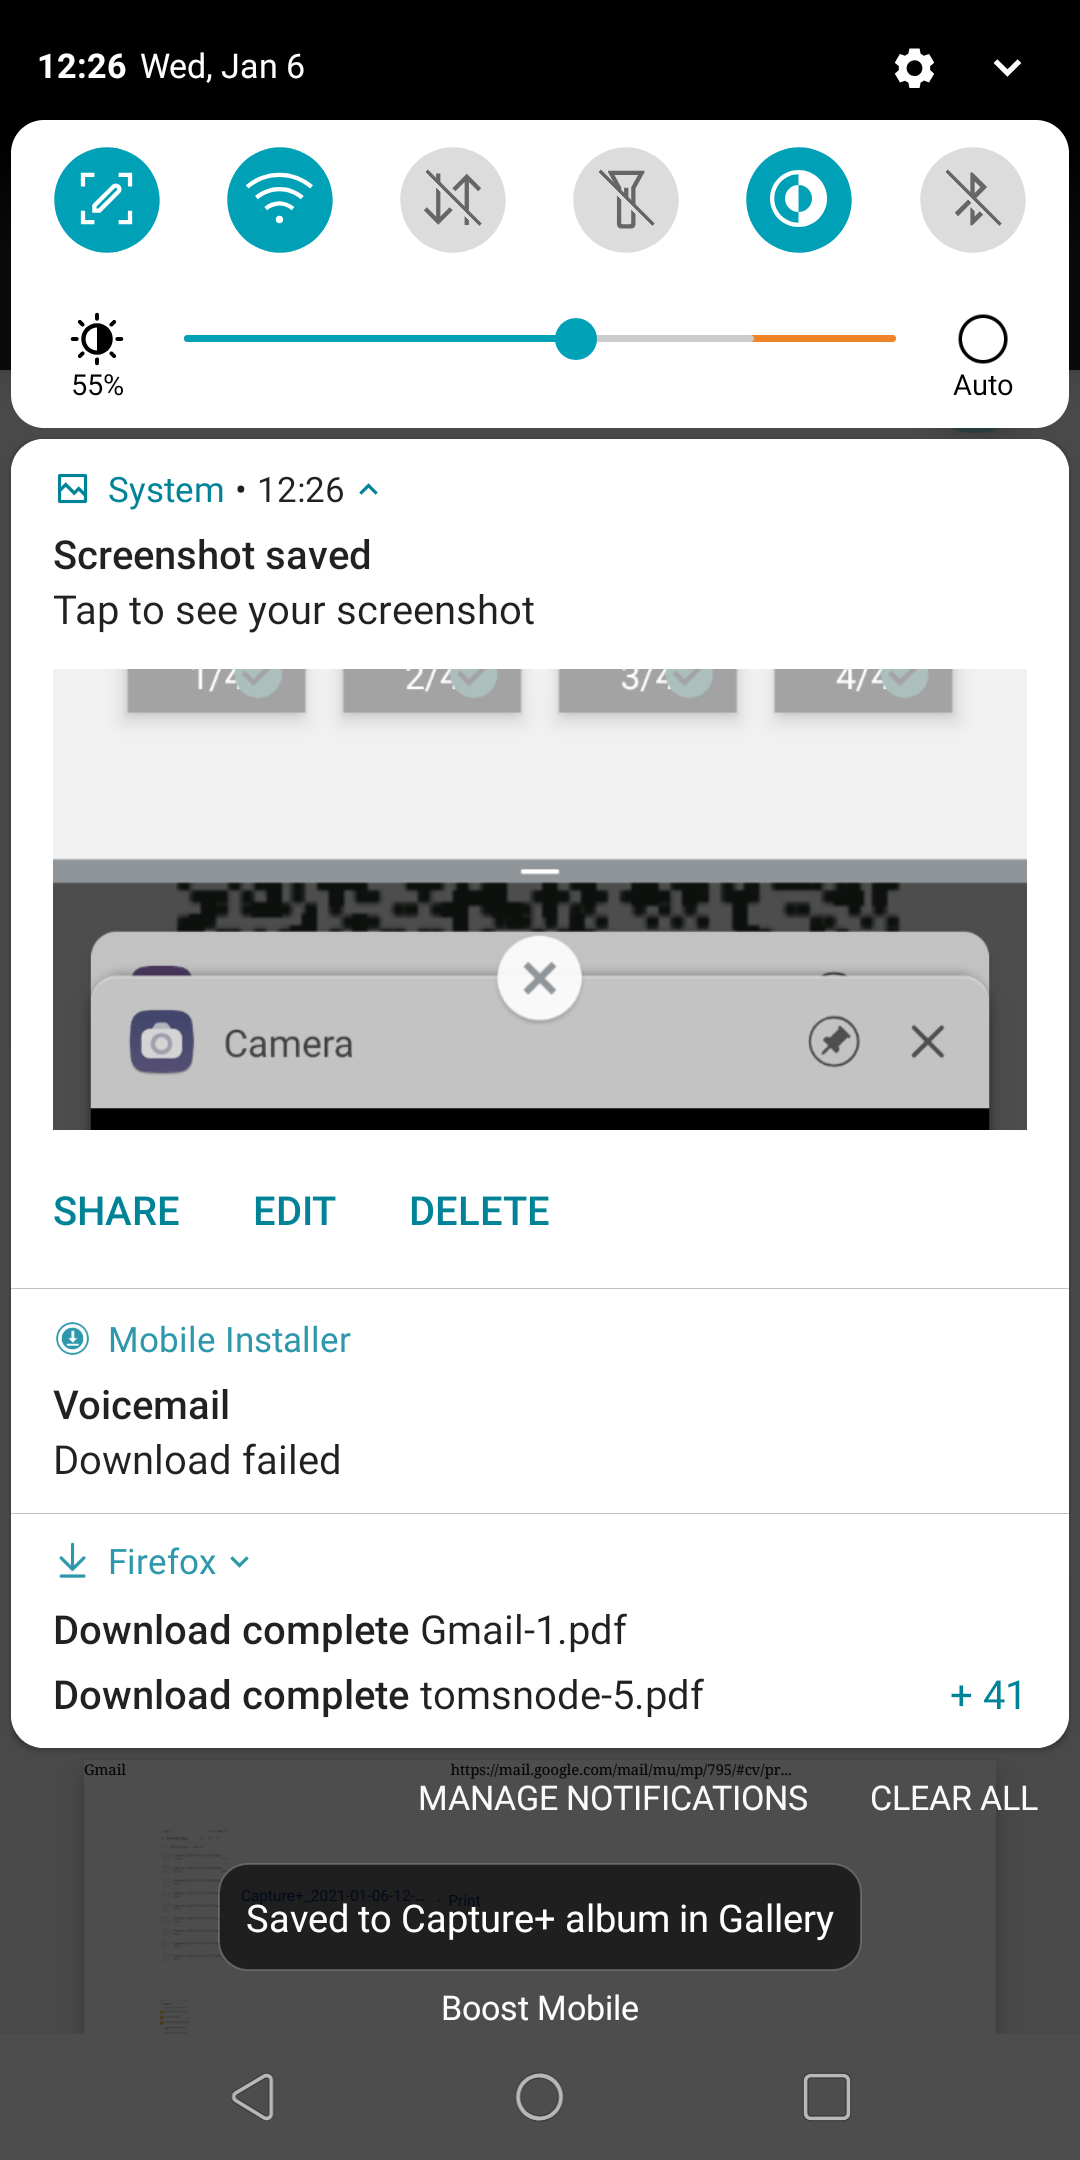 12:26 Wed, Jan 6
55%
Auto
System • 12:26
Screenshot saved
Tap to see your screenshot
1/4 2/4 3/4 4/4
Camera
SHARE EDIT DELETE
Mobile Installer
Voicemail
Download failed
Firefox
Download complete Gmail-1.pdf
Download complete tomsnode-5.pdf + 41
Gmail https://mail.google.com/mail/mu/mp/795/#cv/pr...
MANAGE NOTIFICATIONS CLEAR ALL
Capture+_2021-01-06-12-... - Print
Saved to Capture+ album in Gallery
Boost Mobile